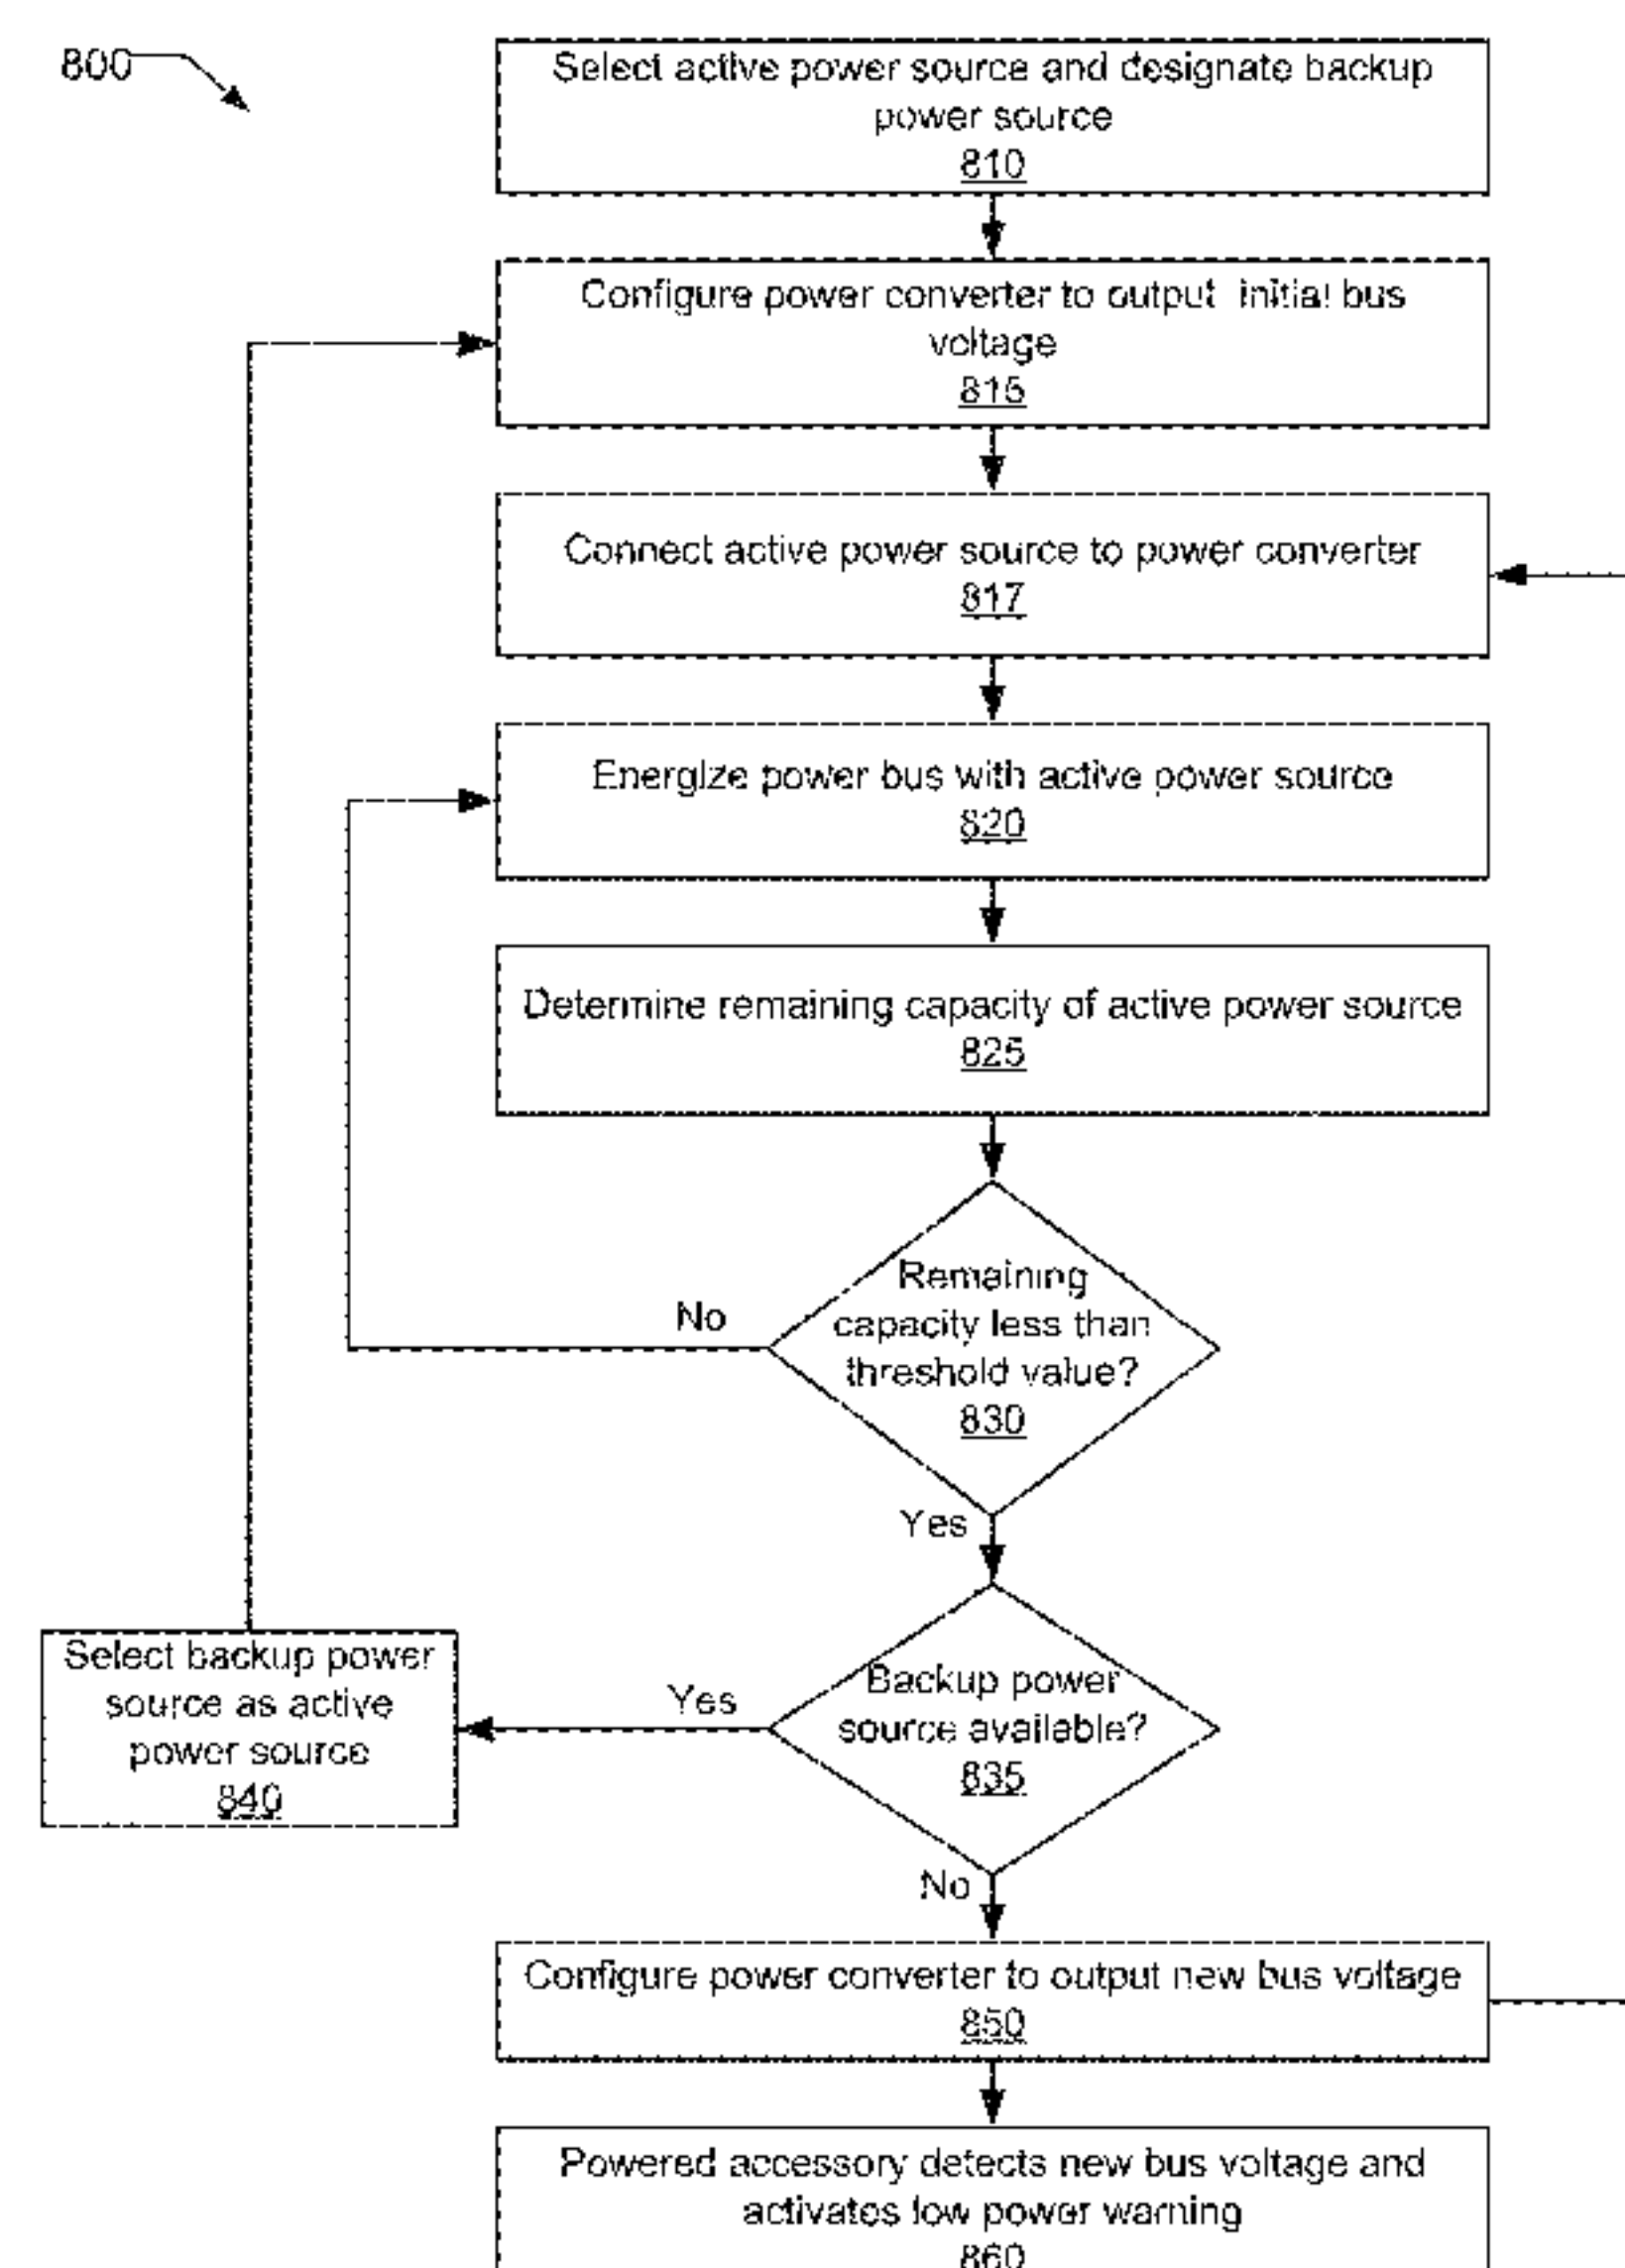 800
Select active power source and designate backup
power source
810
Configure power converter to output initial bus
voltage
815
Connect active power source to power converter
817
Energize power bus with active power source
820
Determine remaining capacity of active power source
825
Remaining
capacity less than
threshold value?
830
No
Yes
Backup power
source available?
835
Yes
Select backup power
source as active
power source
840
No
Configure power converter to output new bus voltage
850
Powered accessory detects new bus voltage and
activates low power warning
860